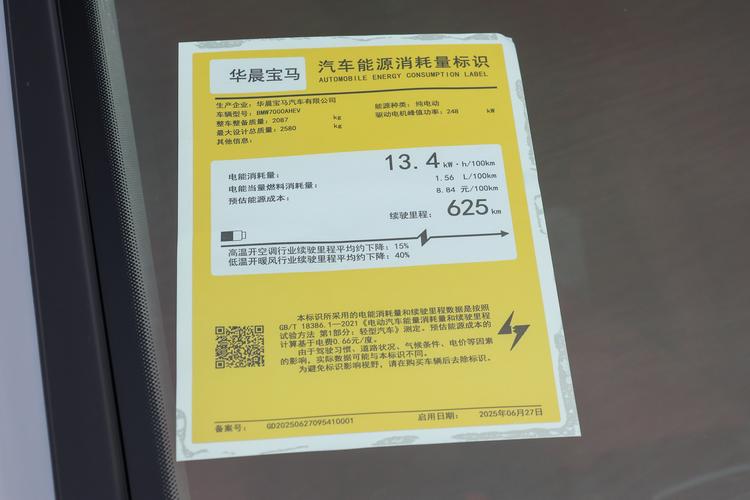 华晨宝马
汽车能源消耗量标识
AUTOMOBILE ENERGY CONSUMPTION LABEL
生产企业：华晨宝马汽车有限公司
能源种类：纯电动
车辆型号：BMW7000AHEV
驱动电机峰值功率：248 kW
整车整备质量：2087 kg
最大设计总质量：2580 kg
其他信息：
电能消耗量： 13.4 kW·h/100km
电能当量燃料消耗量： 1.56 L/100km
预估能源成本： 8.84 元/100km
续驶里程： 625 km
高温开空调行业续驶里程平均约下降：15%
低温开暖风行业续驶里程平均约下降：40%
本标识所采用的电能消耗量和续驶里程数据是按照
GB/T 18386.1—2021《电动汽车能量消耗量和续驶里程
试验方法 第1部分：轻型汽车》测定。预估能源成本的
计算基于电费0.66元/度。
由于驾驶习惯、道路状况、气候条件、电价等因素
的影响，实际数据可能与本标识不同。
为避免标识影响视野，请在购买车辆后去除标识。
备案号： GD20250627095410001
启用日期： 2025年06月27日